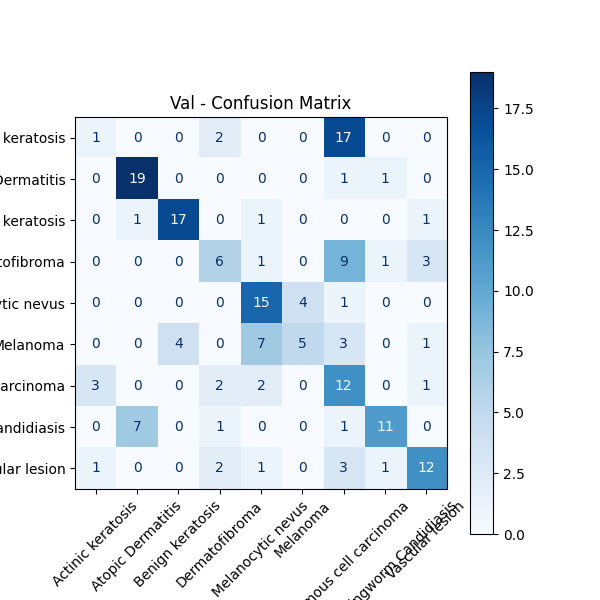 Val - Confusion Matrix
keratosis 1 0 0 2 0 0 17 0 0
Dermatitis 0 19 0 0 0 0 1 1 0
keratosis 0 1 17 0 1 0 0 0 1
tofibroma 0 0 0 6 1 0 9 1 3
tic nevus 0 0 0 0 15 4 1 0 0
Melanoma 0 0 4 0 7 5 3 0 1
arcinoma 3 0 0 2 2 0 12 0 1
andidiasis 0 7 0 1 0 0 1 11 0
ular lesion 1 0 0 2 1 0 3 1 12
Actinic keratosis
Atopic Dermatitis
Benign keratosis
Dermatofibroma
Melanocytic nevus
Melanoma
mous cell carcinoma
ngworm Candidiasis
Vascular lesion
17.5
15.0
12.5
10.0
7.5
5.0
2.5
0.0